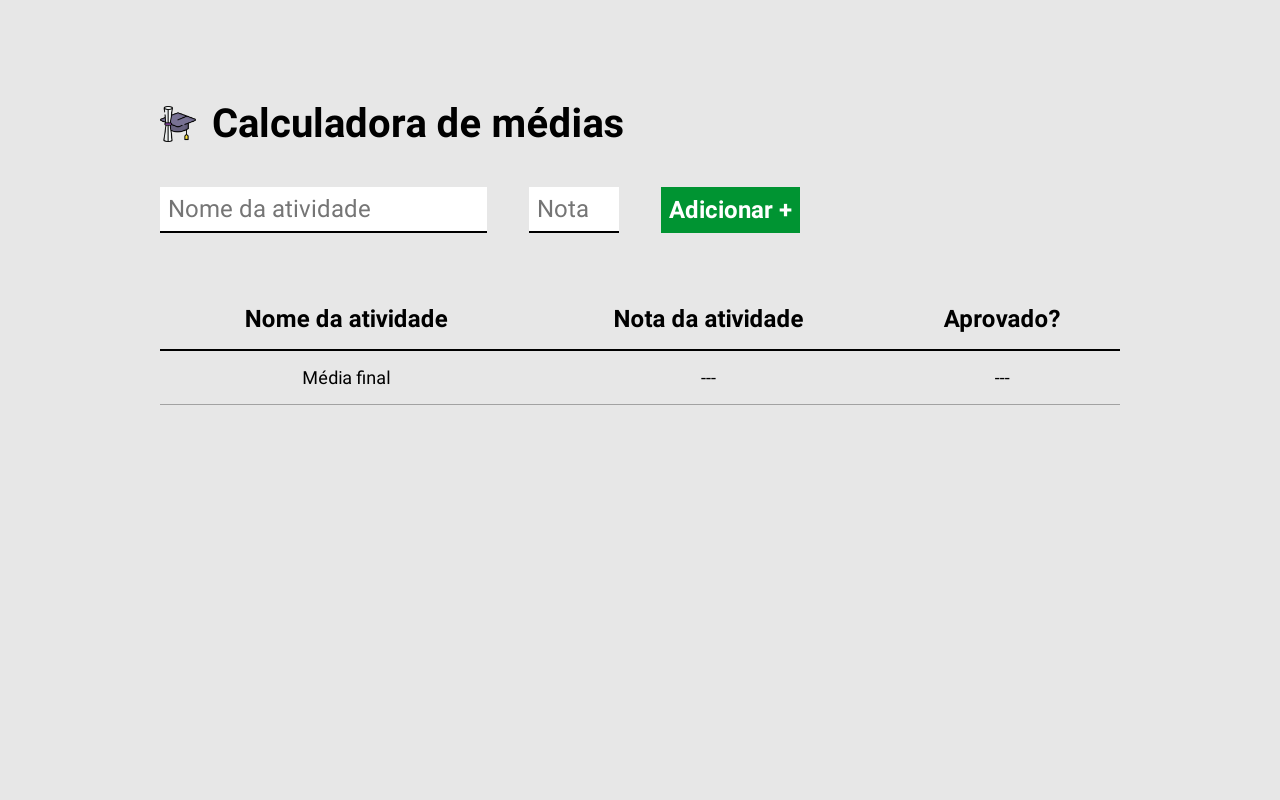 Calculadora de médias
Nome da atividade Nota Adicionar +
Nome da atividade Nota da atividade Aprovado?
Média final --- ---